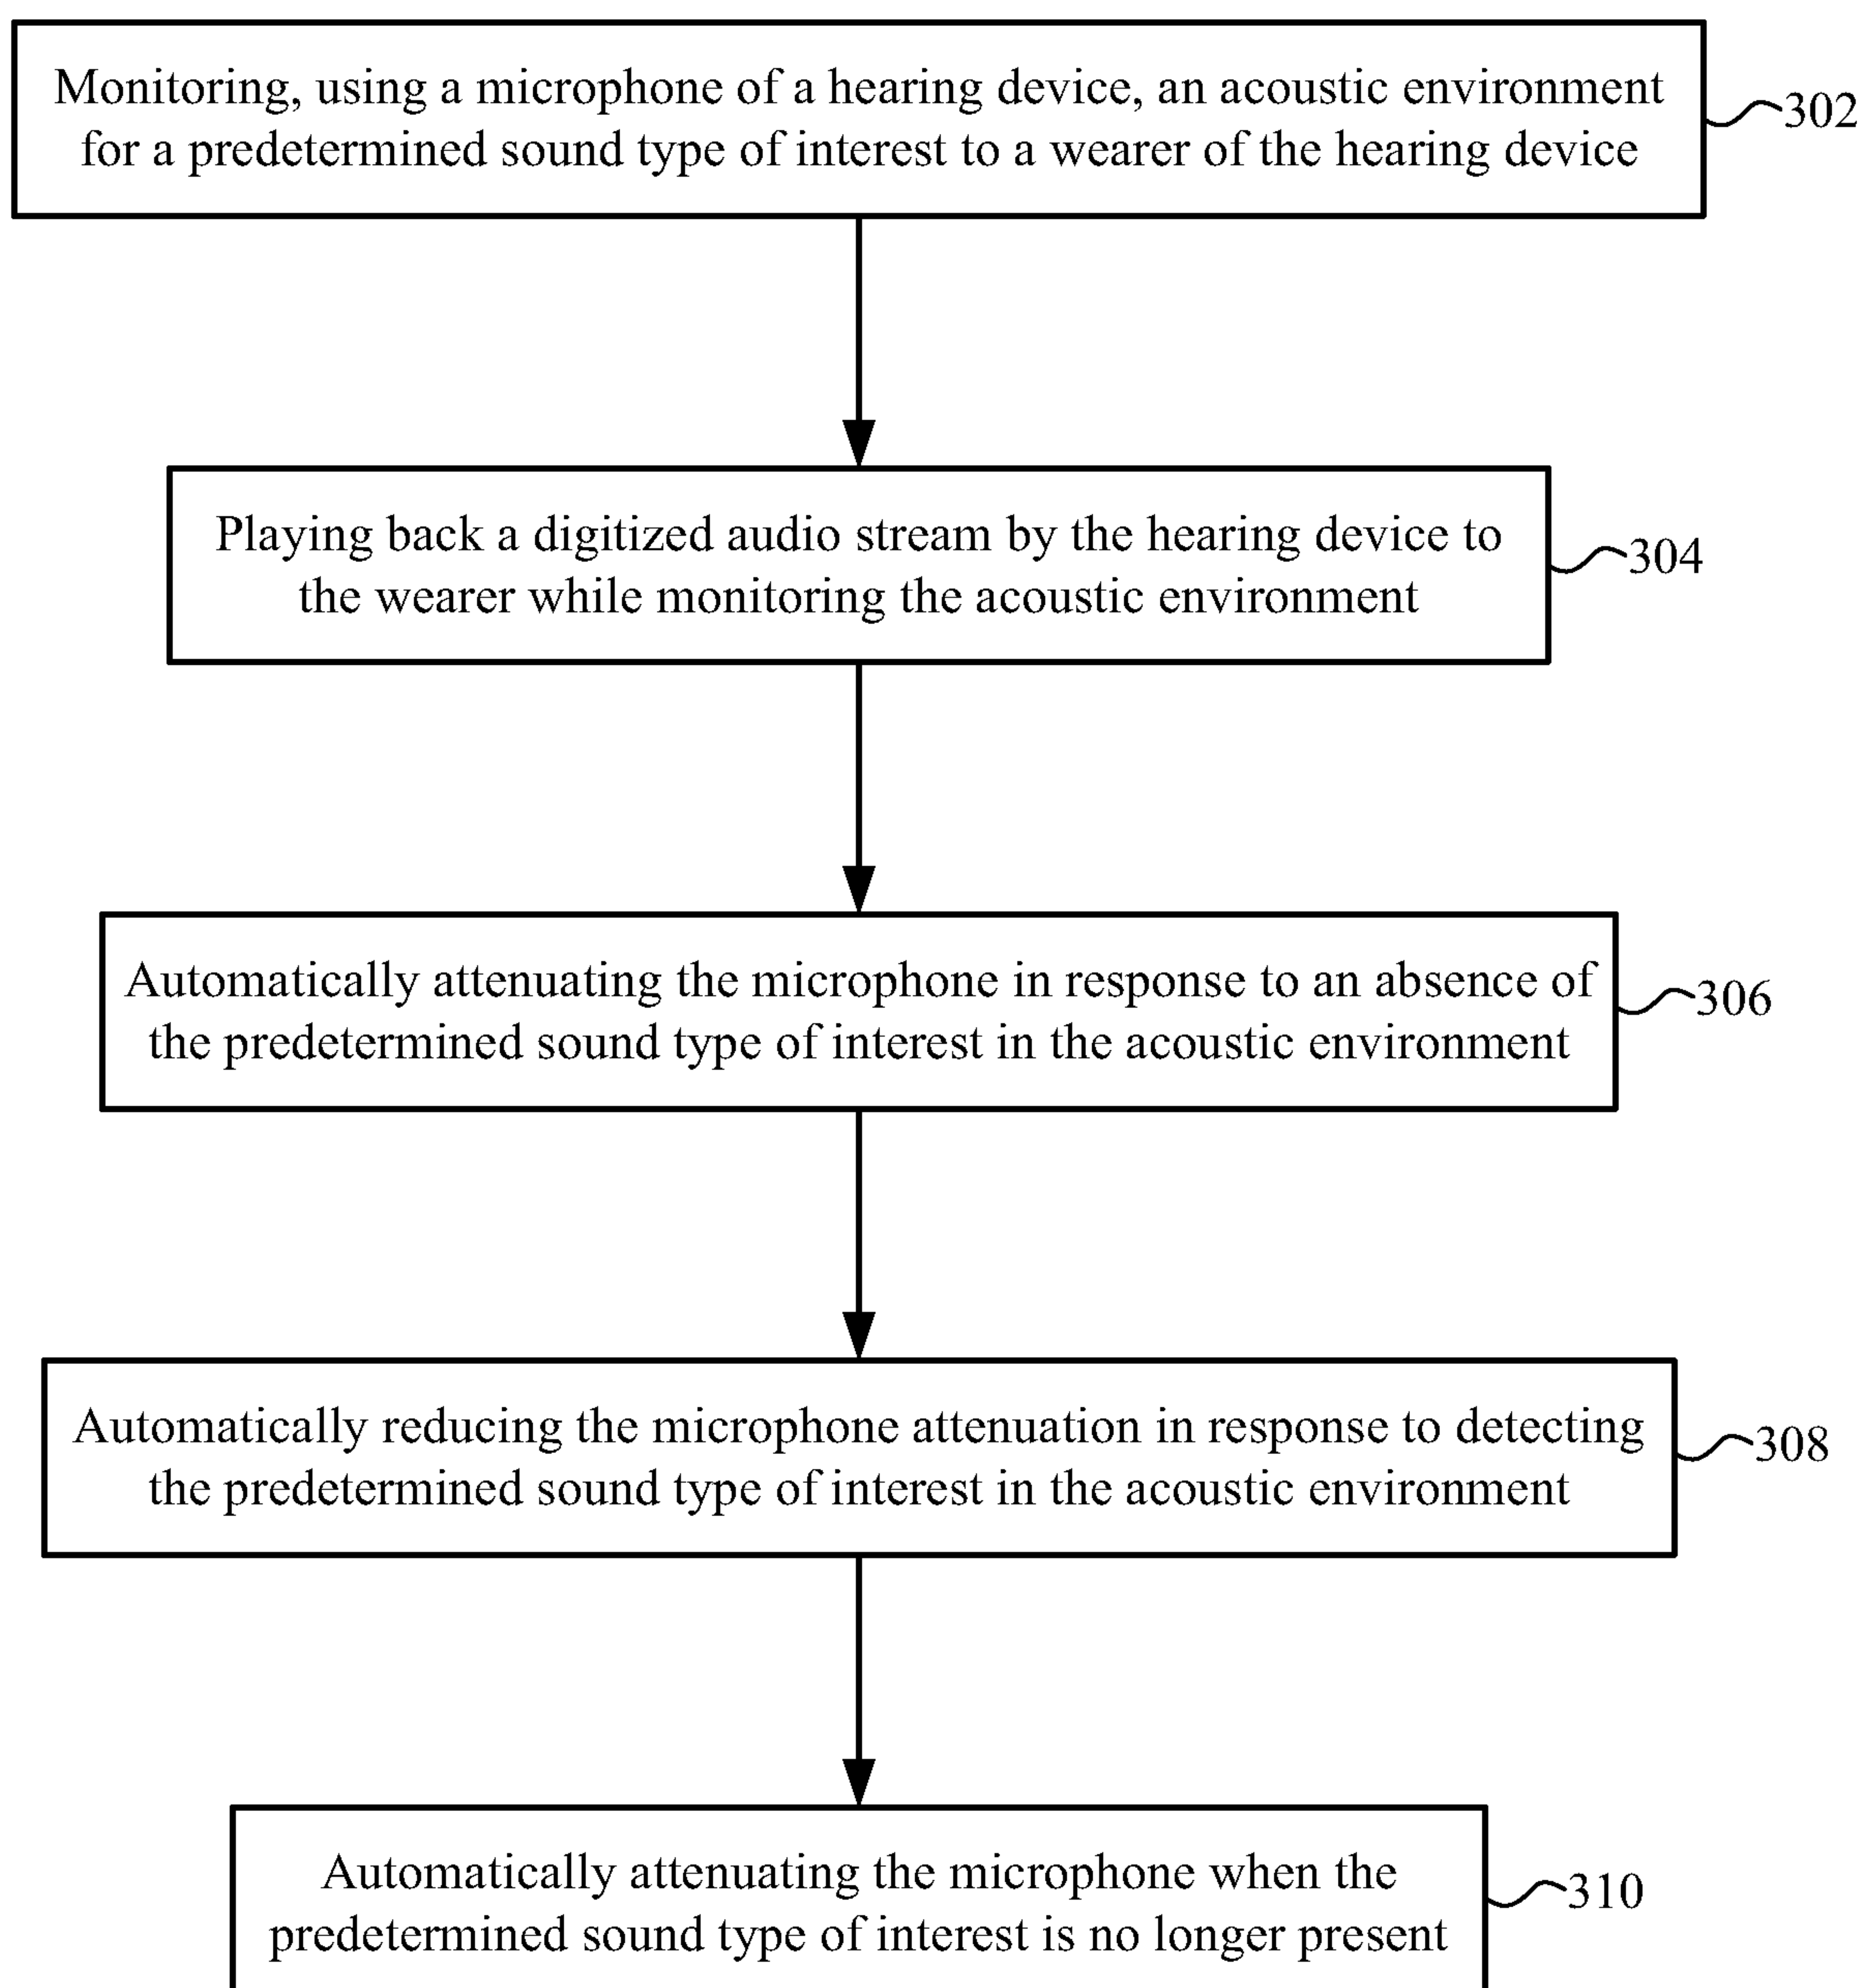 Monitoring, using a microphone of a hearing device, an acoustic environment
for a predetermined sound type of interest to a wearer of the hearing device
302
Playing back a digitized audio stream by the hearing device to
the wearer while monitoring the acoustic environment
304
Automatically attenuating the microphone in response to an absence of
the predetermined sound type of interest in the acoustic environment
306
Automatically reducing the microphone attenuation in response to detecting
the predetermined sound type of interest in the acoustic environment
308
Automatically attenuating the microphone when the
predetermined sound type of interest is no longer present
310